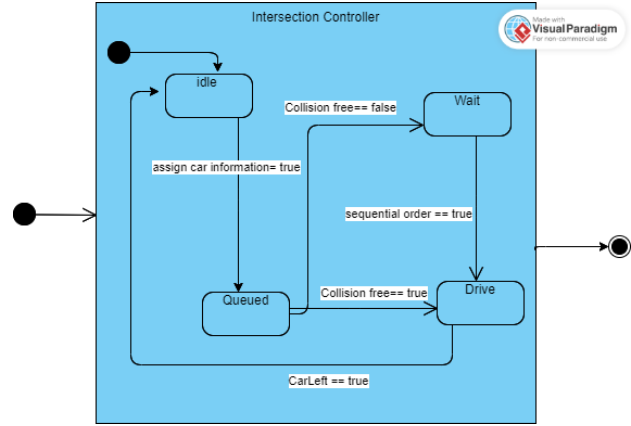 Intersection Controller
Made with
Visual Paradigm
For non-commercial use
idle
Wait
Collision free== false
assign car information= true
sequential order == true
Queued
Collision free== true
Drive
CarLeft == true